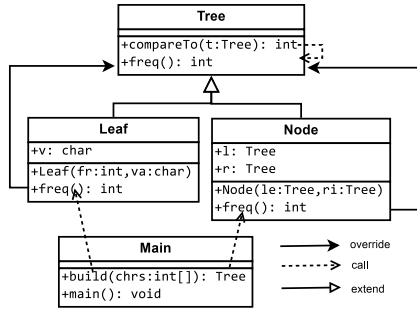 Tree
+compareTo(t:Tree): int
+freq(): int
Leaf
+v: char
+Leaf(fr:int,va:char)
+freq(): int
Node
+l: Tree
+r: Tree
+Node(le:Tree,ri:Tree)
+freq(): int
Main
+build(chrs:int[]): Tree
+main(): void
override
call
extend